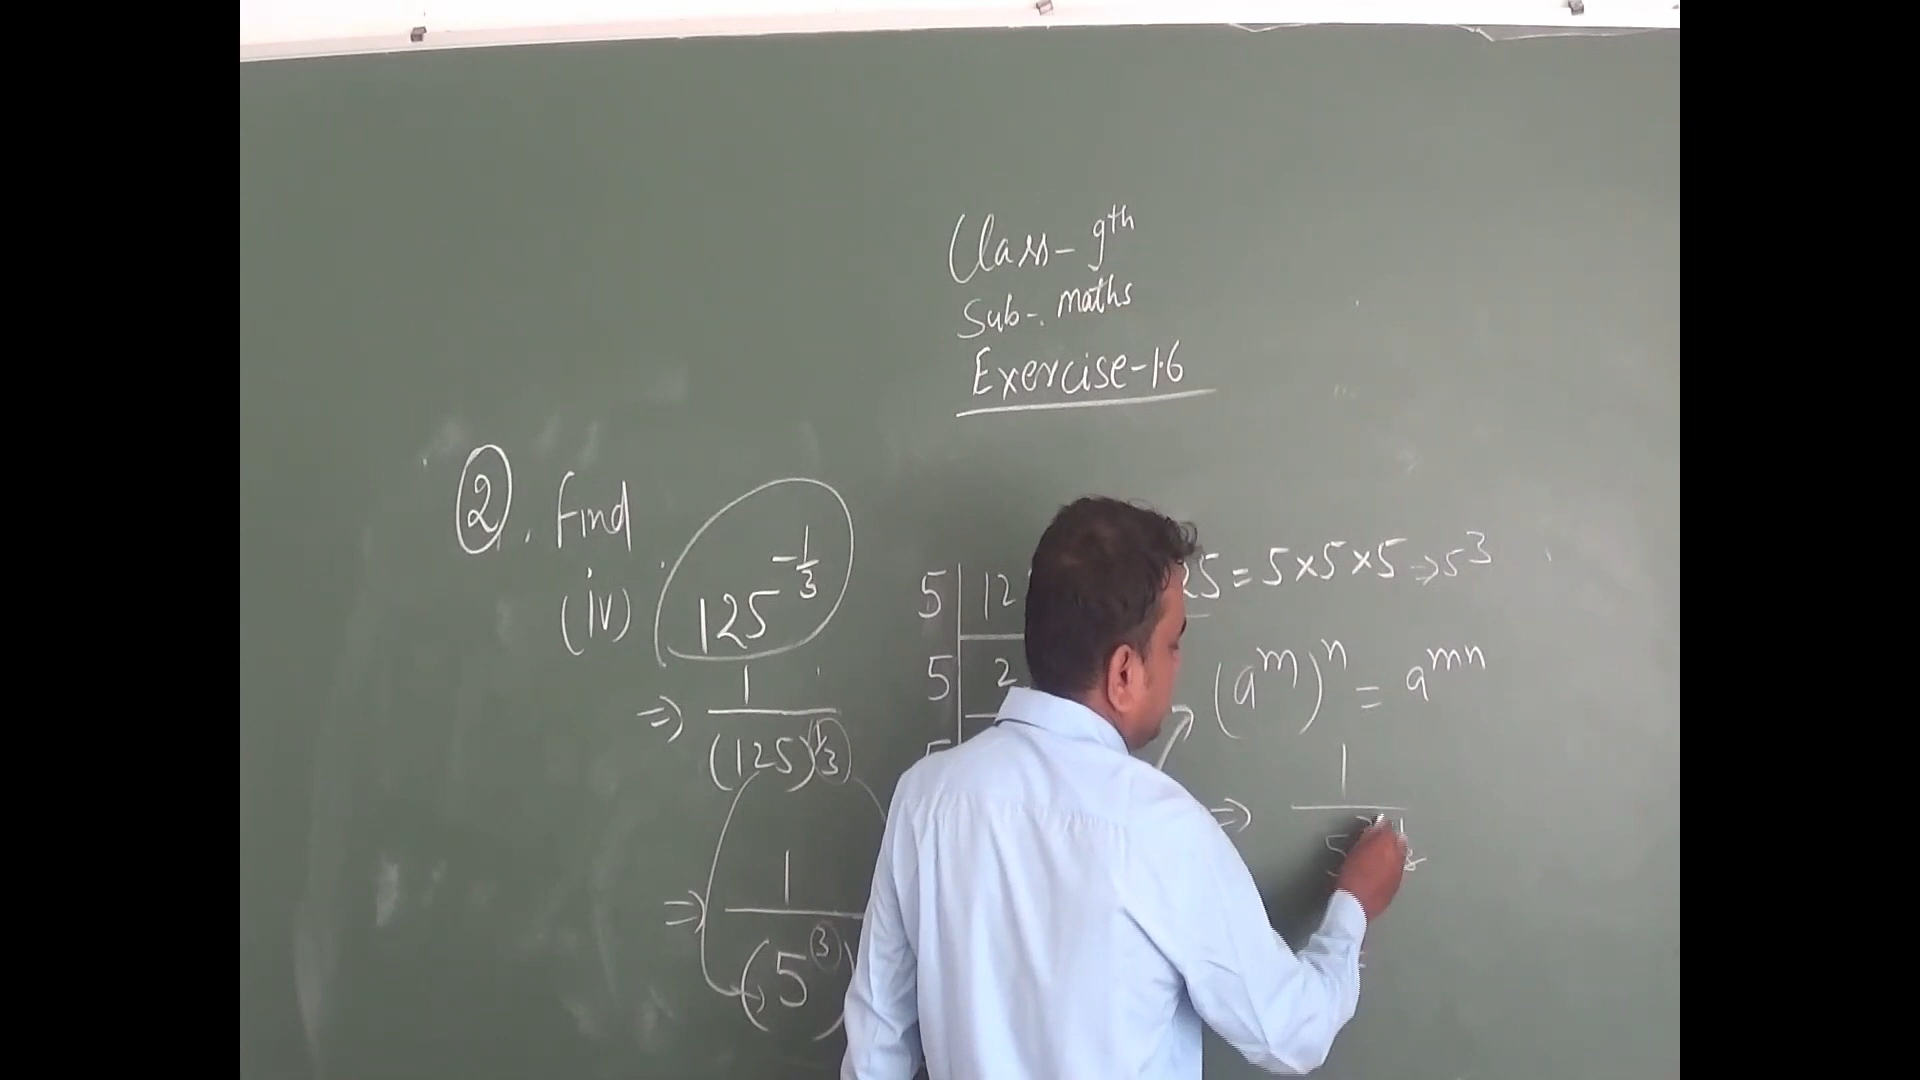 Class- 9th
Sub-. maths
Exercise-1.6
2. Find
(iv) 125^{-1/3}
⇒ 1/(125)^{1/3}
⇒ 1/(5^3)
5 | 12
5 | 2
25 = 5×5×5 ⇒ 5^3
(a^m)^n = a^{mn}
⇒ 1/5